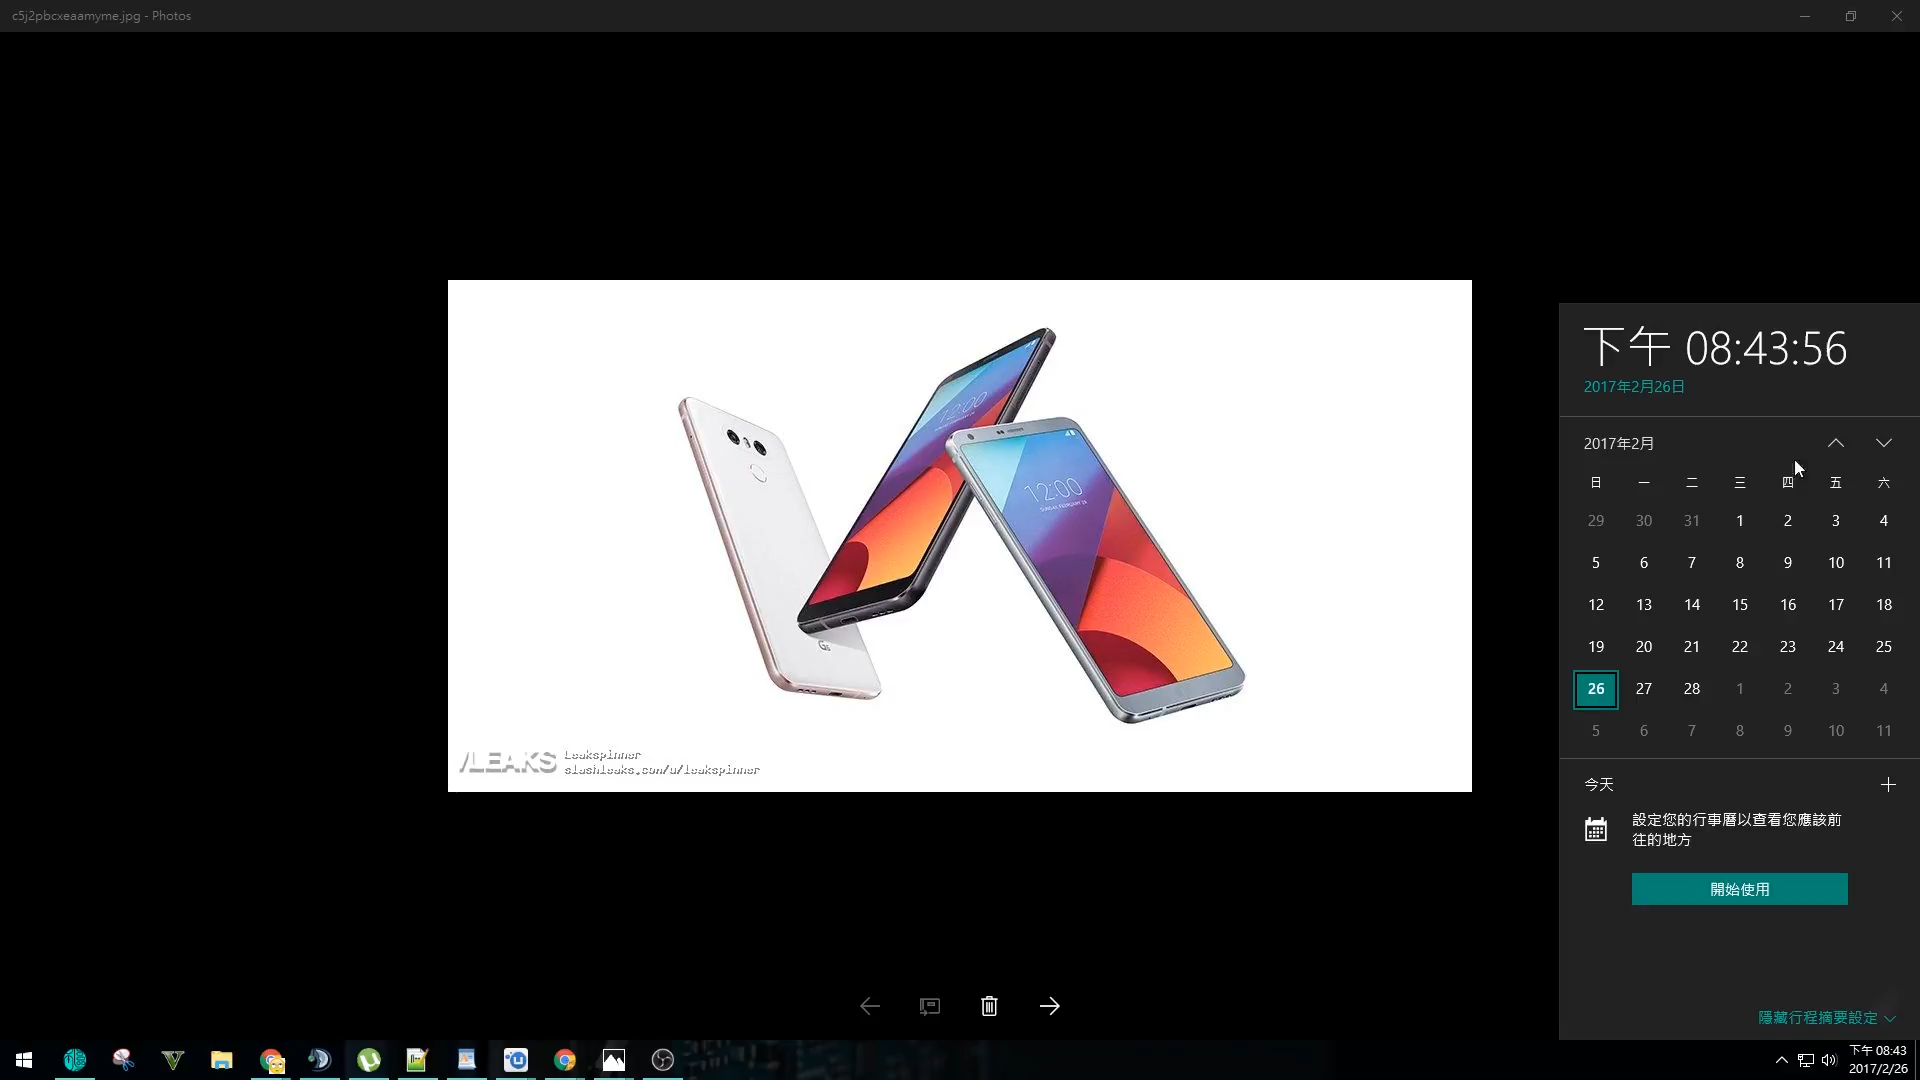 c5j2pbcxeaamyme.jpg - Photos
12:00
12:00
SUNDAY, FEBRUARY 26
G6
/LEAKS
Leakspinner
slashleaks.com/u/leakspinner
下午 08:43:56
2017年2月26日
2017年2月
日 一 二 三 四 五 六
29 30 31 1 2 3 4
5 6 7 8 9 10 11
12 13 14 15 16 17 18
19 20 21 22 23 24 25
26 27 28 1 2 3 4
5 6 7 8 9 10 11
今天
設定您的行事曆以查看您應該前
往的地方
開始使用
隱藏行程摘要設定
下午 08:43
2017/2/26